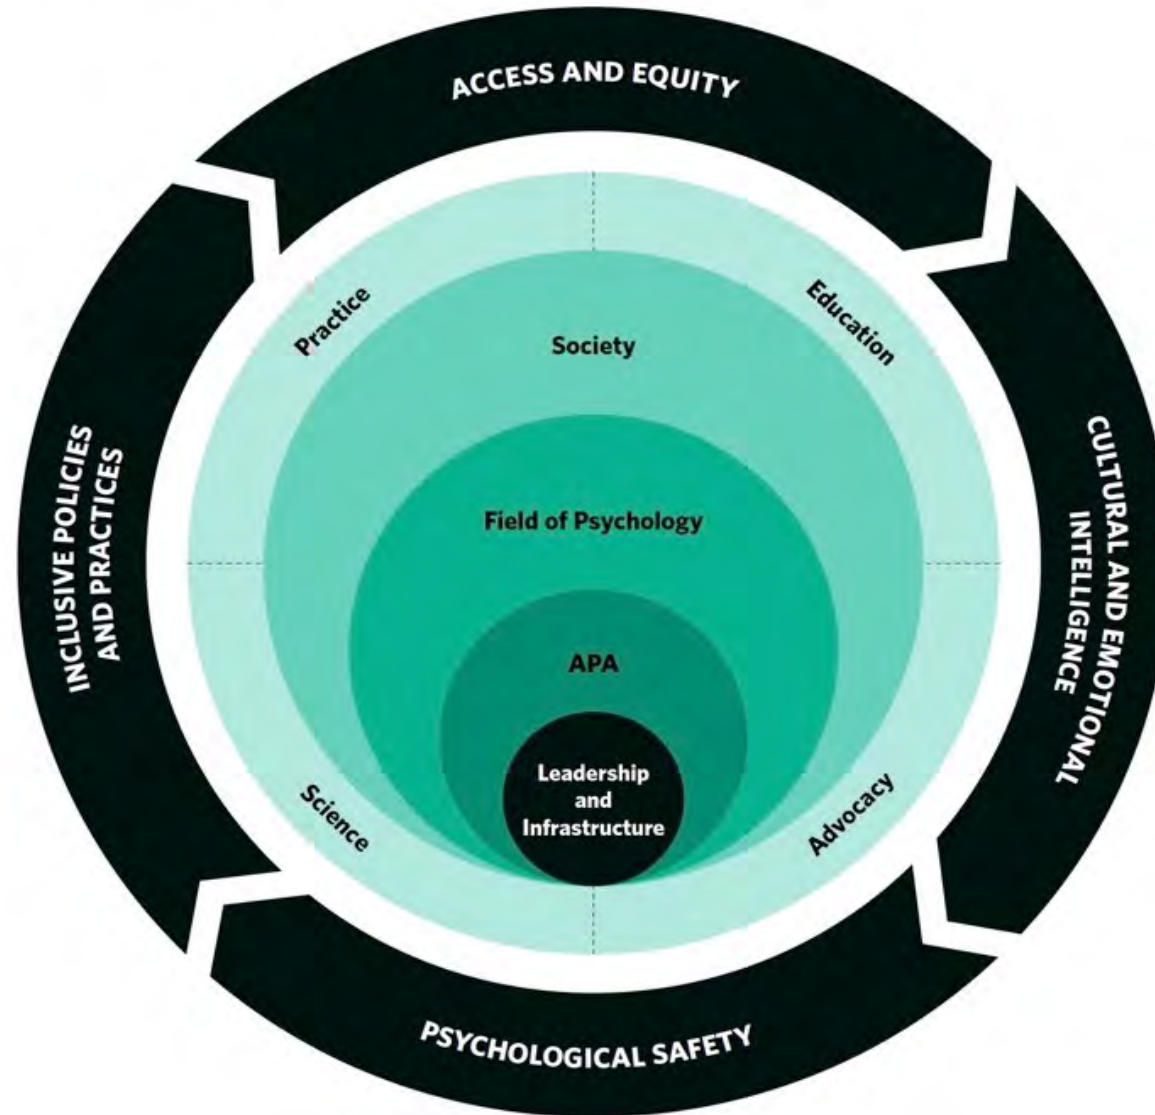 ACCESS AND EQUITY
Practice
Education
Society
INCLUSIVE POLICIES
AND PRACTICES
CULTURAL AND EMOTIONAL
INTELLIGENCE
Field of Psychology
APA
Leadership
and
Infrastructure
Science
Advocacy
PSYCHOLOGICAL SAFETY